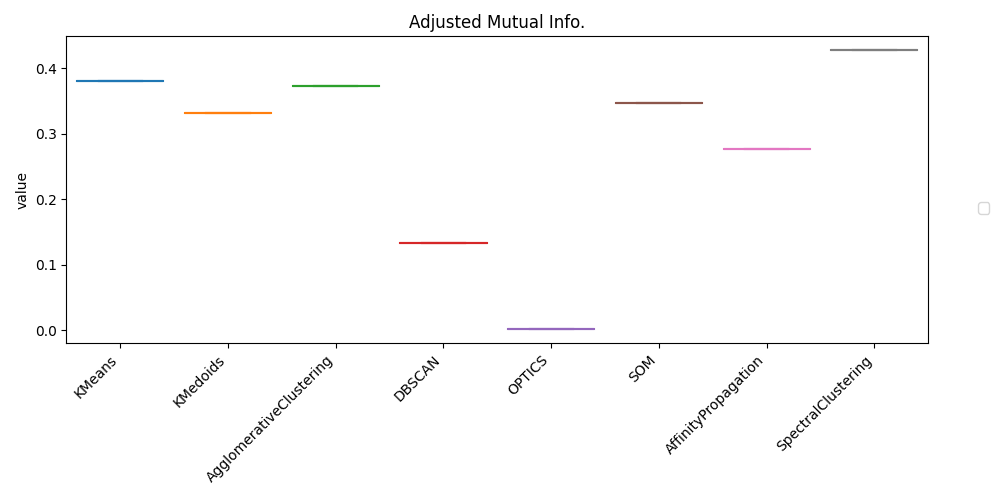 Adjusted Mutual Info.
value
0.4
0.3
0.2
0.1
0.0
KMeans
KMedoids
AgglomerativeClustering
DBSCAN
OPTICS
SOM
AffinityPropagation
SpectralClustering